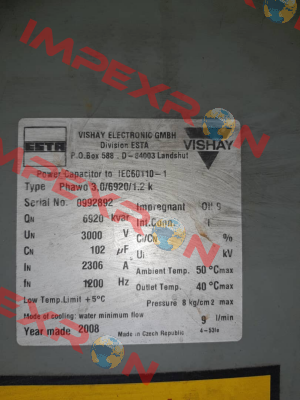 ESTA
VISHAY ELECTRONIC GMBH
Division ESTA
P.O.Box 588 . D-84003 Landshut
VISHAY
Power Capacitor to IEC60110-1
Type Phawo 3,0/6920/1.2 k
Serial No. 0992892 Impregnant
QN 6920 kvar Int.Conn. I
UN 3000 V Ci/CN %
CN 102 µF Ui kV
IN 2306 A Ambient Temp. 50 °Cmax
fN 1200 Hz Outlet Temp. 40 °Cmax
Low Temp.Limit +5°C Pressure 8 kg/cm2 max
Mode of cooling: water minimum flow 9 l/min
Year made 2008 Made in Czech Republic
IMPEXRON
IMPEXRON
IMPEXRON